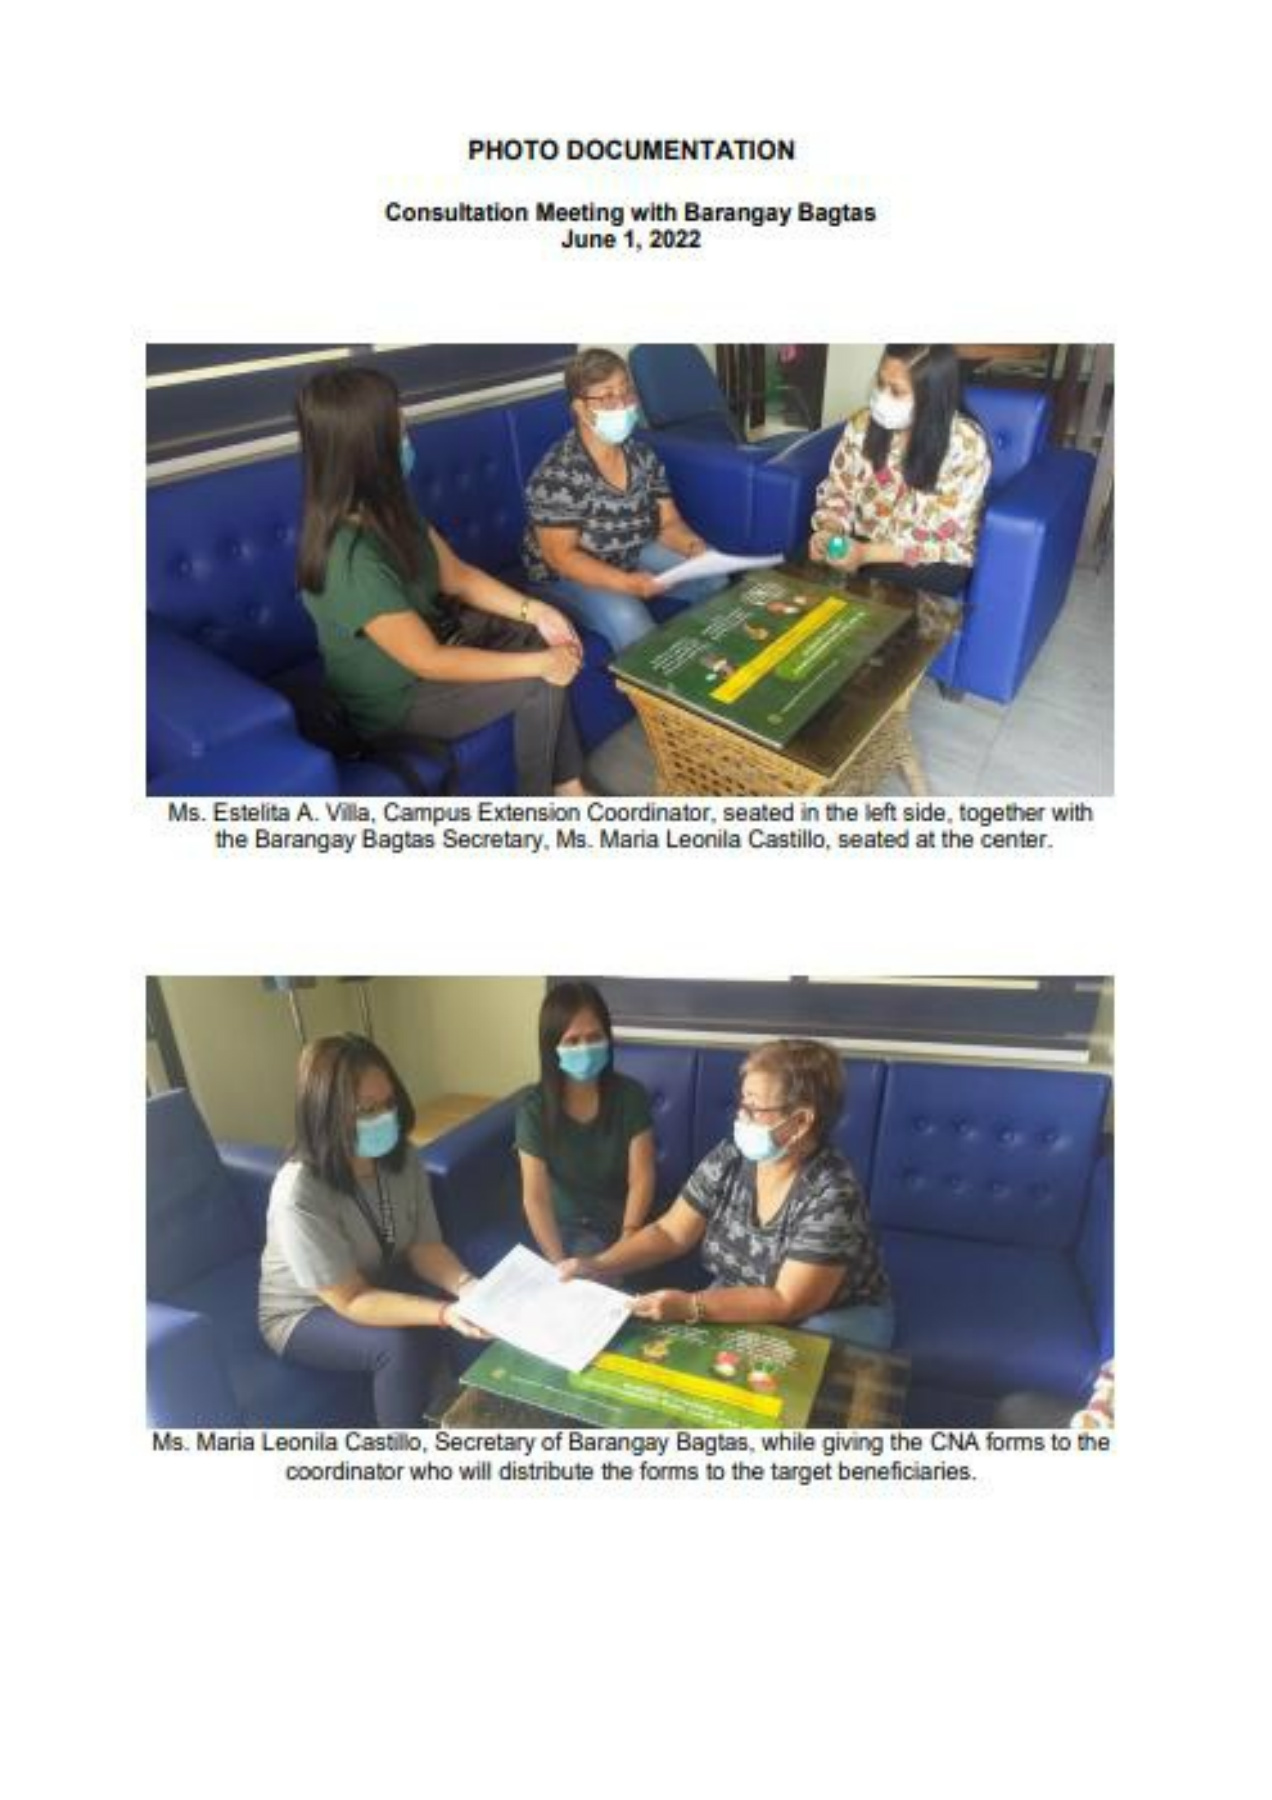 PHOTO DOCUMENTATION
Consultation Meeting with Barangay Bagtas
June 1, 2022
Ms. Estelita A. Villa, Campus Extension Coordinator, seated in the left side, together with
the Barangay Bagtas Secretary, Ms. Maria Leonila Castillo, seated at the center.
Ms. Maria Leonila Castillo, Secretary of Barangay Bagtas, while giving the CNA forms to the
coordinator who will distribute the forms to the target beneficiaries.